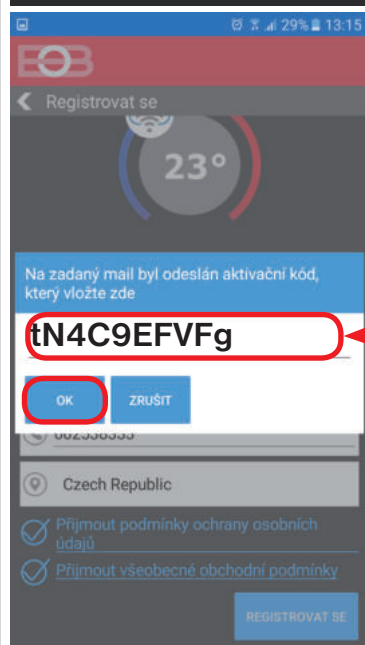 29% 13:15
EOB
Registrovat se
23°
Na zadaný mail byl odeslán aktivační kód,
který vložte zde
tN4C9EFVFg
OK ZRUŠIT
Czech Republic
Přijmout podmínky ochrany osobních
údajů
Přijmout všeobecné obchodní podmínky
REGISTROVAT SE